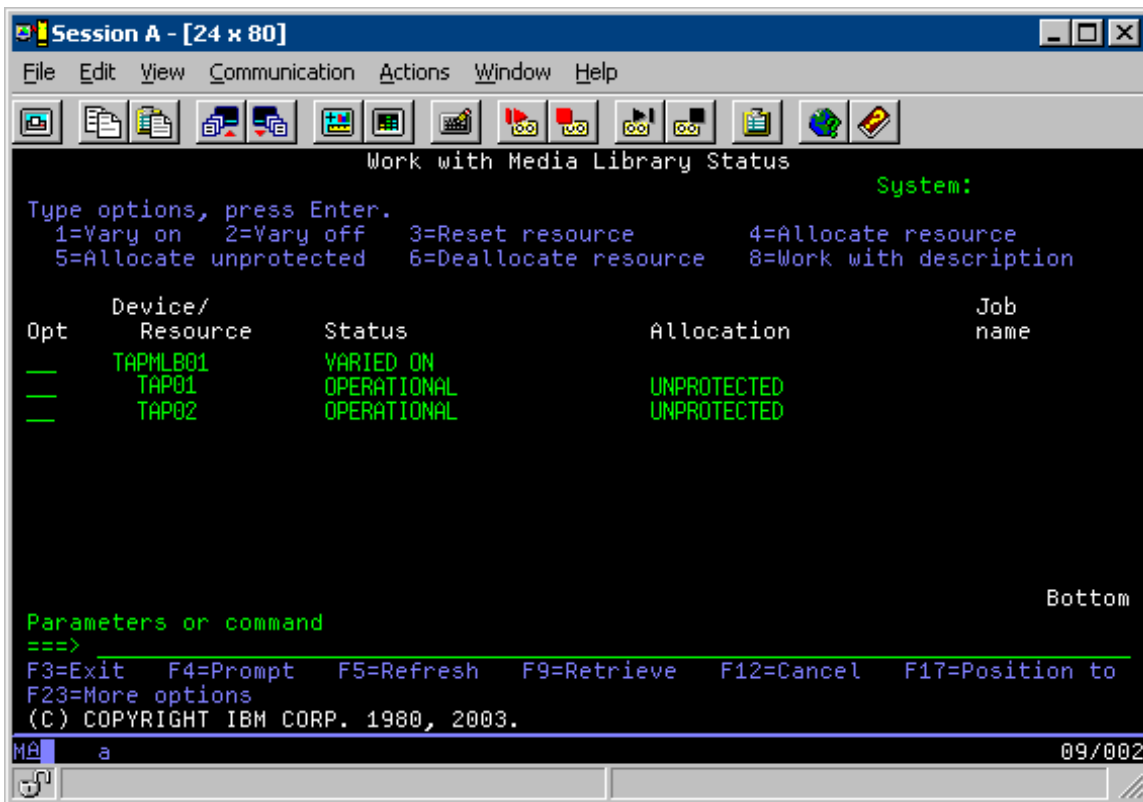 Session A - [24 x 80]
File Edit View Communication Actions Window Help
Work with Media Library Status
System:
Type options, press Enter.
1=Vary on 2=Vary off 3=Reset resource 4=Allocate resource
5=Allocate unprotected 6=Deallocate resource 8=Work with description
Device/ Job
Opt Resource Status Allocation name
___ TAPMLB01 VARIED ON
___ TAP01 OPERATIONAL UNPROTECTED
___ TAP02 OPERATIONAL UNPROTECTED
Bottom
Parameters or command
===>
F3=Exit F4=Prompt F5=Refresh F9=Retrieve F12=Cancel F17=Position to
F23=More options
(C) COPYRIGHT IBM CORP. 1980, 2003.
MA a 09/002